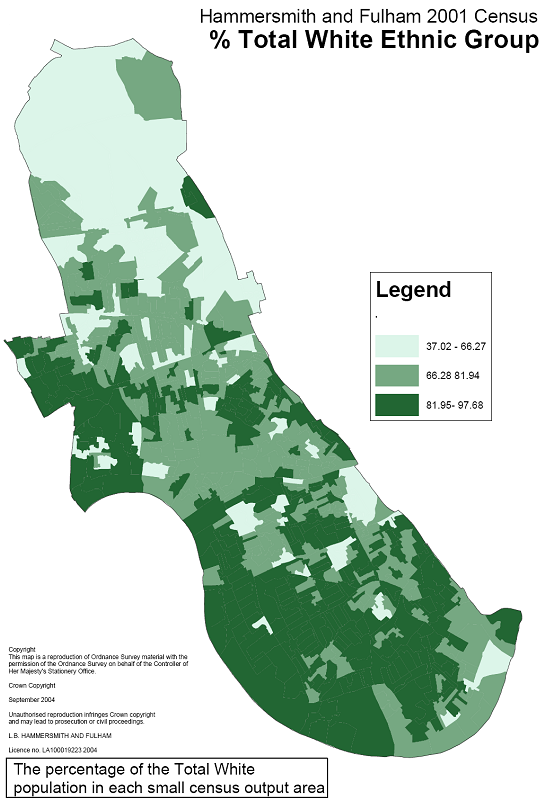 Hammersmith and Fulham 2001 Census
% Total White Ethnic Group
Legend
37.02 - 66.27
66.28 81.94
81.95- 97.68
Copyright
This map is a reproduction of Ordnance Survey material with the
permission of the Ordnance Survey on behalf of the Controller of
Her Majesty's Stationery Office.
Crown Copyright
September 2004
Unauthorised reproduction infringes Crown copyright
and may lead to prosecution or civil proceedings.
L.B. HAMMERSMITH AND FULHAM
Licence no. LA100019223 2004
The percentage of the Total White
population in each small census output area